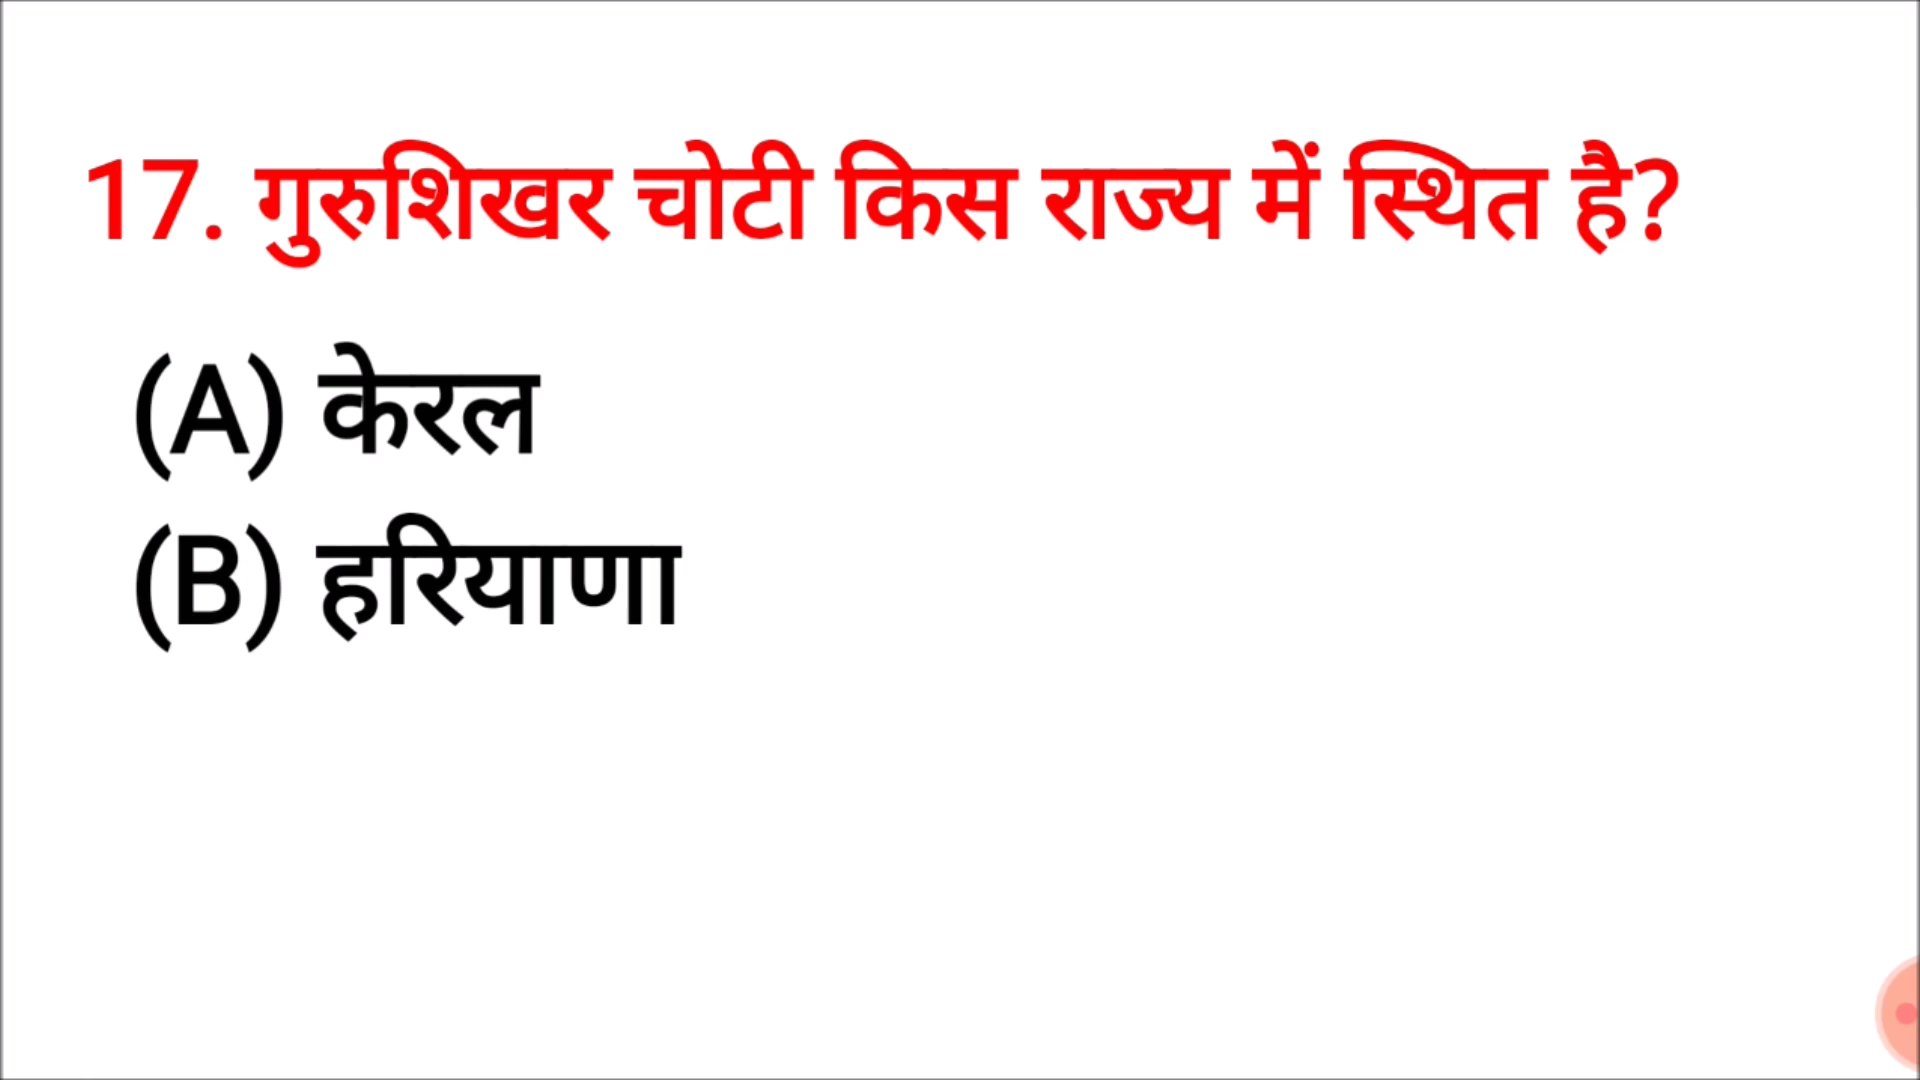 17. गुरुशिखर चोटी किस राज्य में स्थित है?
(A) केरल
(B) हरियाणा